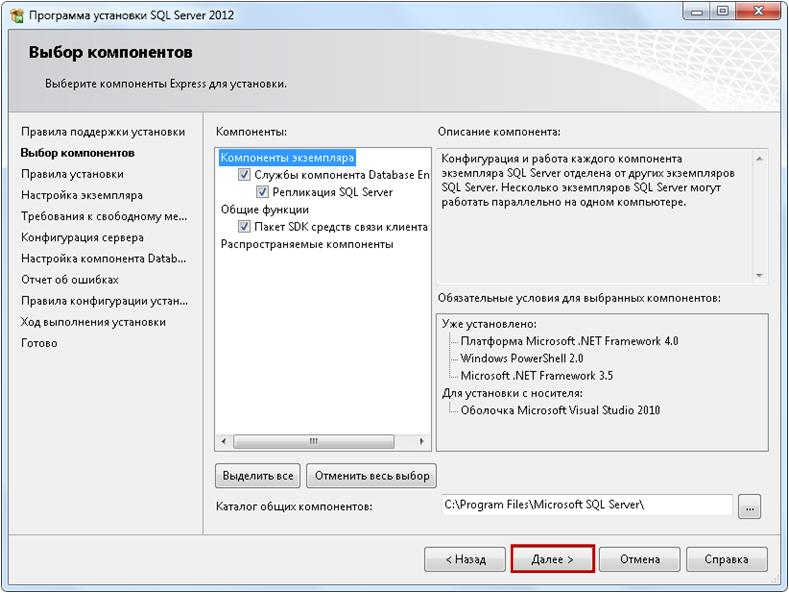 Программа установки SQL Server 2012
Выбор компонентов
Выберите компоненты Express для установки.
Правила поддержки установки
Выбор компонентов
Правила установки
Настройка экземпляра
Требования к свободному ме...
Конфигурация сервера
Настройка компонента Datab...
Отчет об ошибках
Правила конфигурации устан...
Ход выполнения установки
Готово
Компоненты:
Компоненты экземпляра
Службы компонента Database En
Репликация SQL Server
Общие функции
Пакет SDK средств связи клиента
Распространяемые компоненты
Выделить все
Отменить весь выбор
Описание компонента:
Конфигурация и работа каждого компонента
экземпляра SQL Server отделена от других экземпляров
SQL Server. Несколько экземпляров SQL Server могут
работать параллельно на одном компьютере.
Обязательные условия для выбранных компонентов:
Уже установлено:
Платформа Microsoft .NET Framework 4.0
Windows PowerShell 2.0
Microsoft .NET Framework 3.5
Для установки с носителя:
Оболочка Microsoft Visual Studio 2010
Каталог общих компонентов:
C:\Program Files\Microsoft SQL Server\
...
< Назад
Далее >
Отмена
Справка